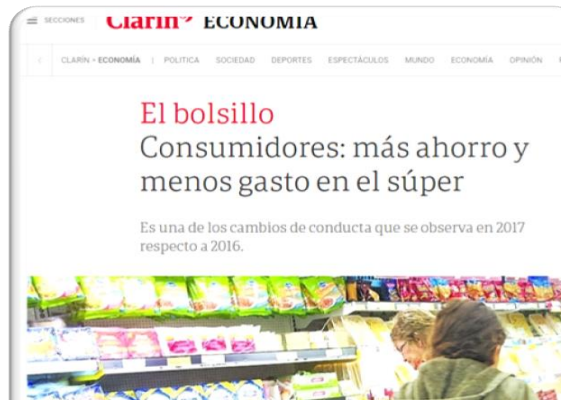 SECCIONES Clarín ECONOMÍA
CLARÍN > ECONOMÍA | POLITICA SOCIEDAD DEPORTES ESPECTÁCULOS MUNDO ECONOMÍA OPINIÓN
El bolsillo
Consumidores: más ahorro y
menos gasto en el súper
Es una de los cambios de conducta que se observa en 2017
respecto a 2016.